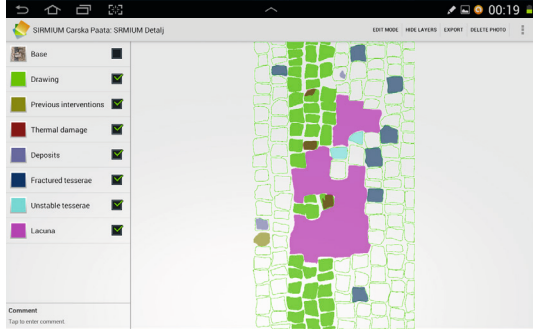 00:19
SIRMIUM Carska Paata: SRMIUM Detalj
EDIT MODE HIDE LAYERS EXPORT DELETE PHOTO
Base
Drawing
Previous interventions
Thermal damage
Deposits
Fractured tesserae
Unstable tesserae
Lacuna
Comment
Tap to enter comment.